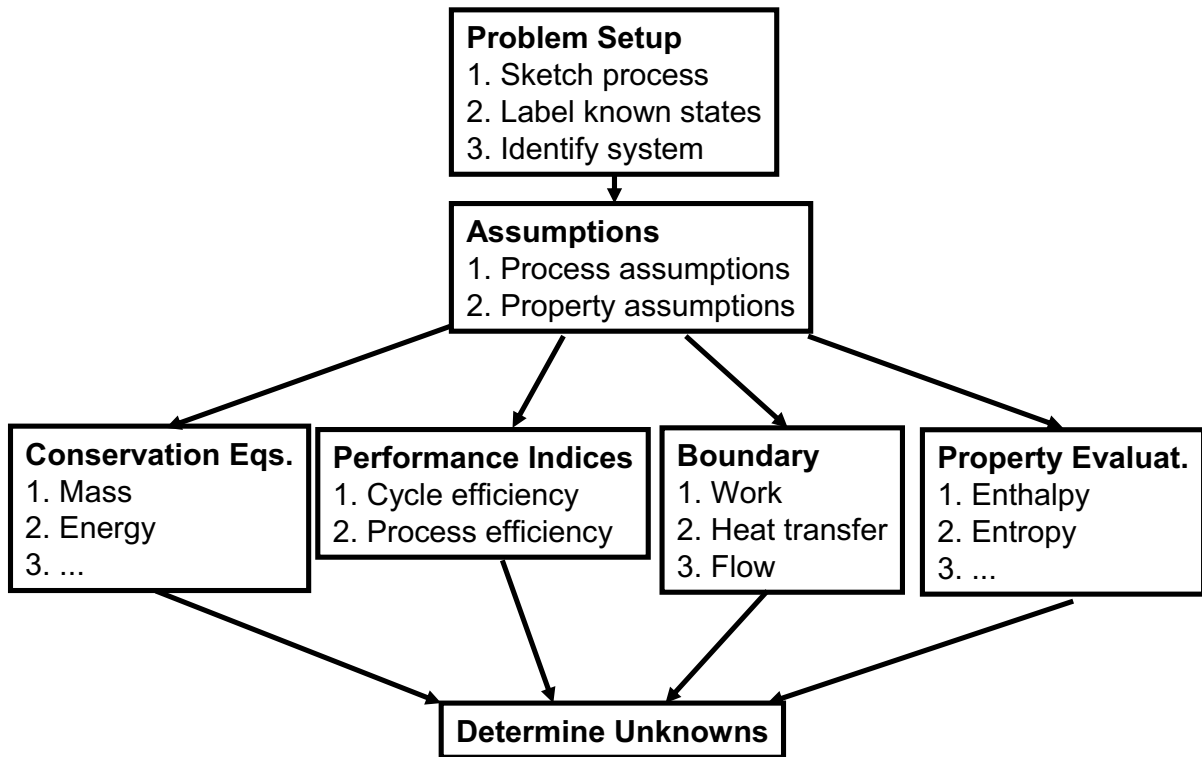 Problem Setup
1. Sketch process
2. Label known states
3. Identify system
Assumptions
1. Process assumptions
2. Property assumptions
Conservation Eqs.
1. Mass
2. Energy
3. ...
Performance Indices
1. Cycle efficiency
2. Process efficiency
Boundary
1. Work
2. Heat transfer
3. Flow
Property Evaluat.
1. Enthalpy
2. Entropy
3. ...
Determine Unknowns